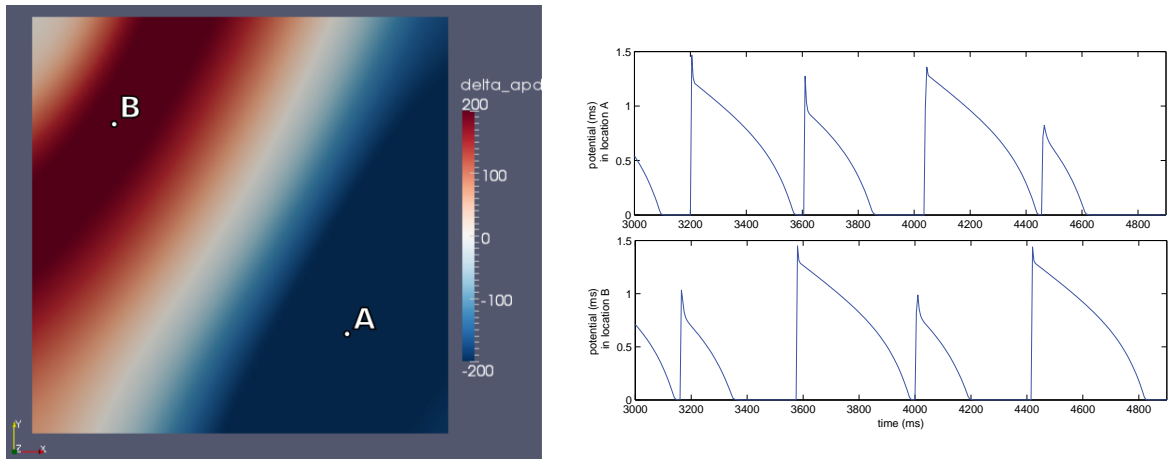 B
A
delta_apd
200
100
0
-100
-200
Y
Z
X
potential (ms)
in location A
1.5
1
0.5
0
3000 3200 3400 3600 3800 4000 4200 4400 4600 4800
potential (ms)
in location B
1.5
1
0.5
0
3000 3200 3400 3600 3800 4000 4200 4400 4600 4800
time (ms)